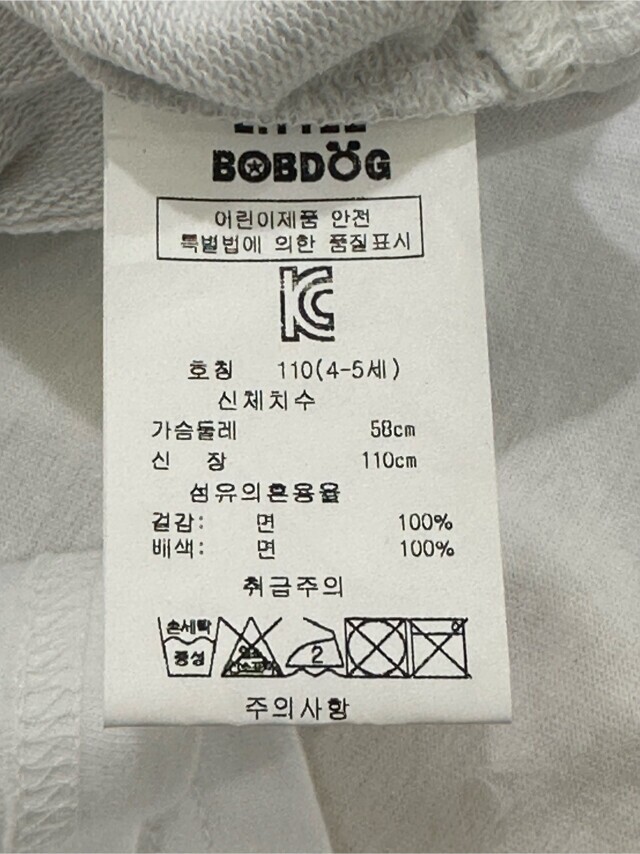 LITTLE
BOBDOG
어린이제품 안전
특별법에 의한 품질표시
KC
호칭 110(4-5세)
신체치수
가슴둘레 58cm
신 장 110cm
섬유의혼용율
겉감: 면 100%
배색: 면 100%
취급주의
손세탁
중성
2
주의사항